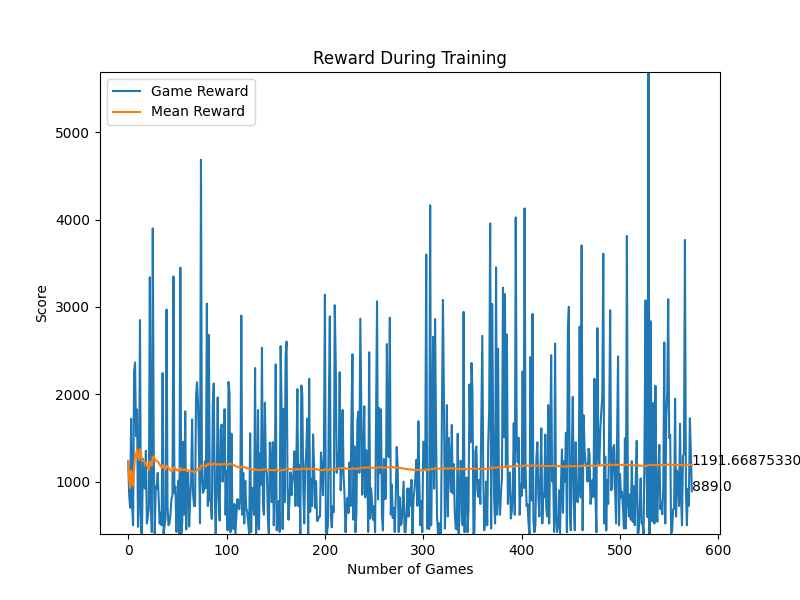 Reward During Training
Game Reward
Mean Reward
Score
5000
4000
3000
2000
1000
1191.66875330
889.0
0
100
200
300
400
500
600
Number of Games